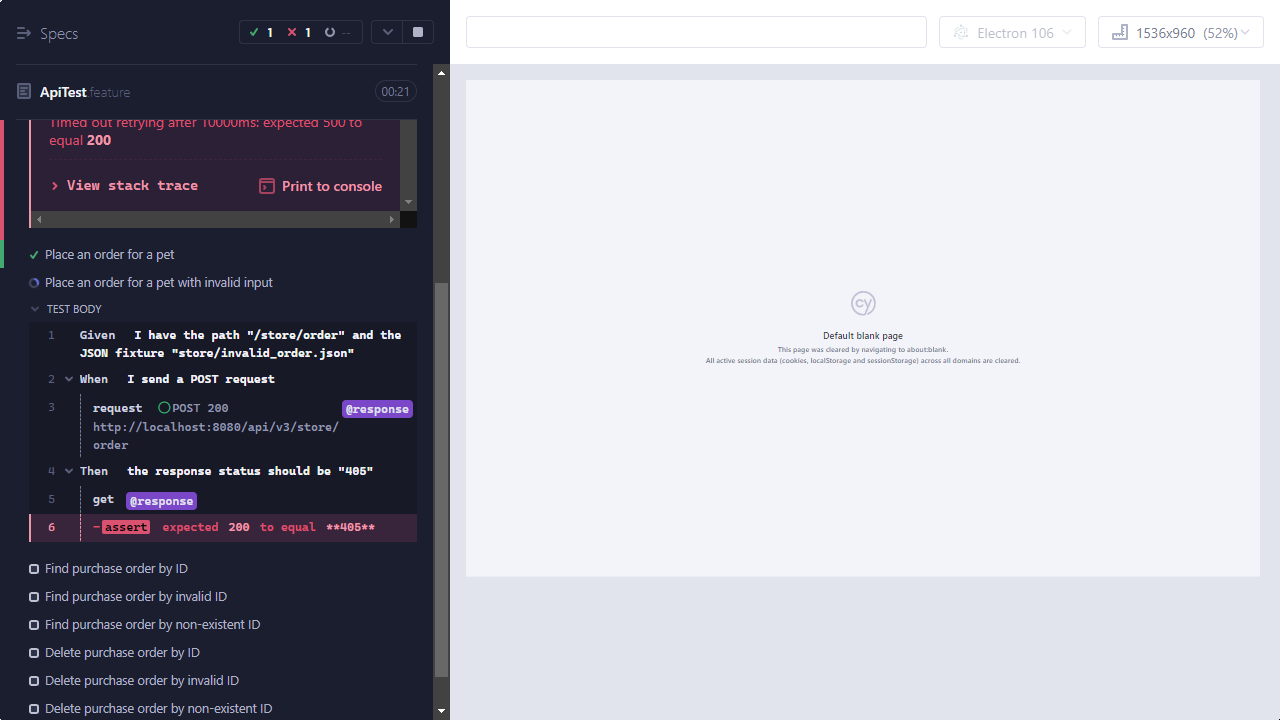 Specs
1
1
--
Electron 106
1536x960 (52%)
ApiTest.feature
00:21
Timed out retrying after 10000ms: expected 500 to
equal 200
View stack trace
Print to console
Place an order for a pet
Place an order for a pet with invalid input
TEST BODY
1 Given I have the path "/store/order" and the
JSON fixture "store/invalid_order.json"
2 When I send a POST request
3 request POST 200 @response
http://localhost:8080/api/v3/store/
order
4 Then the response status should be "405"
5 get @response
6 -assert expected 200 to equal **405**
Find purchase order by ID
Find purchase order by invalid ID
Find purchase order by non-existent ID
Delete purchase order by ID
Delete purchase order by invalid ID
Delete purchase order by non-existent ID
cy
Default blank page
This page was cleared by navigating to about:blank.
All active session data (cookies, localStorage and sessionStorage) across all domains are cleared.